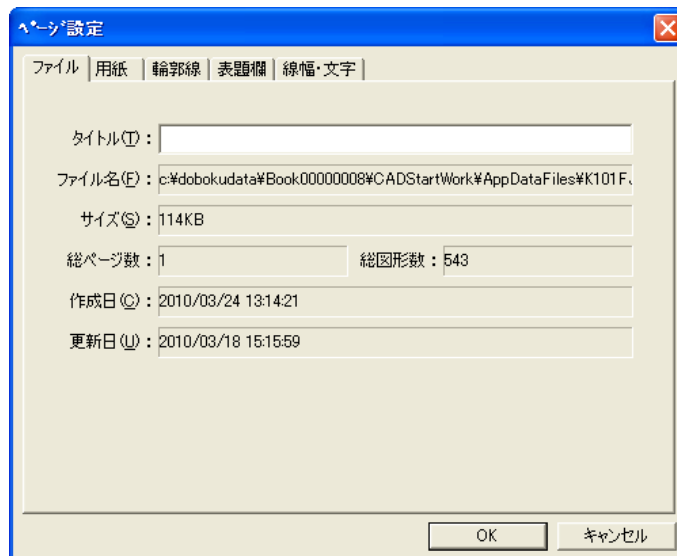 ページ設定
ファイル 用紙 輪郭線 表題欄 線幅・文字
タイトル(T):
ファイル名(F): c:¥dobokudata¥Book00000008¥CADStartWork¥AppDataFiles¥K101F
サイズ(S): 114KB
総ページ数: 1 総図形数: 543
作成日(C): 2010/03/24 13:14:21
更新日(U): 2010/03/18 15:15:59
OK キャンセル